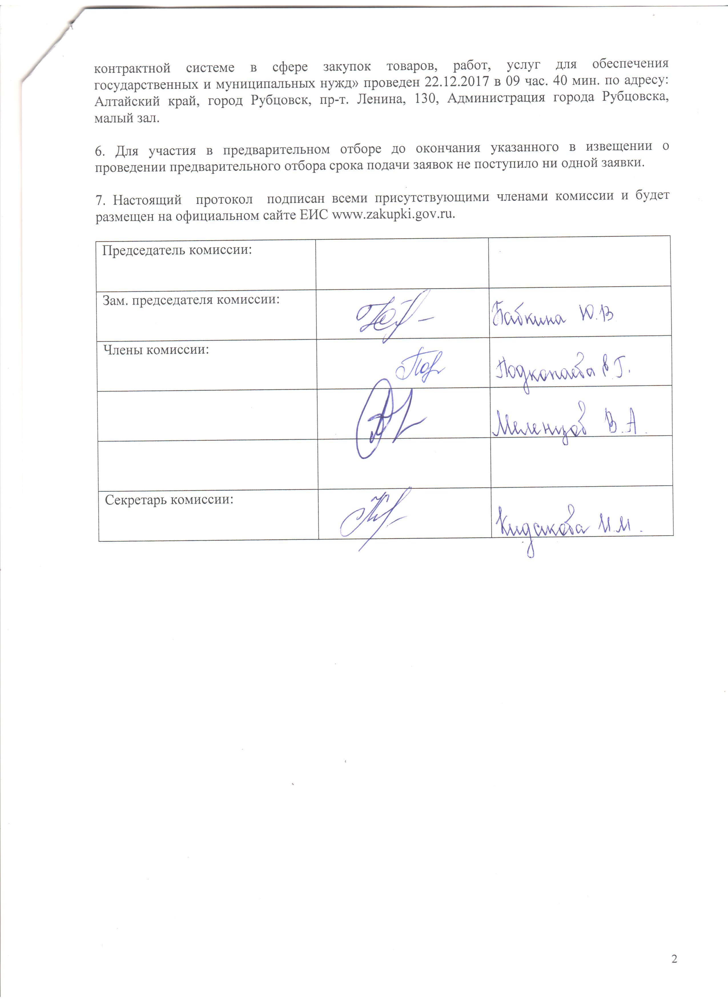 контрактной системе в сфере закупок товаров, работ, услуг для обеспечения
государственных и муниципальных нужд» проведен 22.12.2017 в 09 час. 40 мин. по адресу:
Алтайский край, город Рубцовск, пр-т. Ленина, 130, Администрация города Рубцовска,
малый зал.
6. Для участия в предварительном отборе до окончания указанного в извещении о
проведении предварительного отбора срока подачи заявок не поступило ни одной заявки.
7. Настоящий протокол подписан всеми присутствующими членами комиссии и будет
размещен на официальном сайте ЕИС www.zakupki.gov.ru.
Председатель комиссии:
Зам. председателя комиссии:
Бабкина Ю.В
Члены комиссии:
Подкопаева Г.
Меленцов В.А.
Секретарь комиссии:
Кидакова И.М.
2